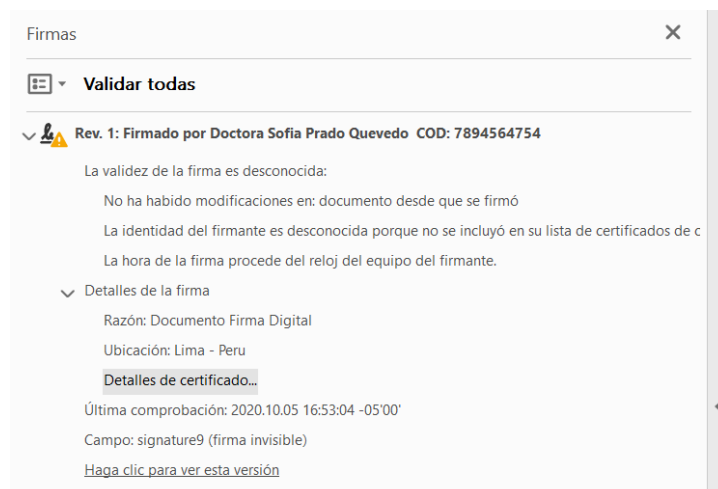 Firmas
Validar todas
Rev. 1: Firmado por Doctora Sofia Prado Quevedo COD: 7894564754
La validez de la firma es desconocida:
No ha habido modificaciones en: documento desde que se firmó
La identidad del firmante es desconocida porque no se incluyó en su lista de certificados de c
La hora de la firma procede del reloj del equipo del firmante.
Detalles de la firma
Razón: Documento Firma Digital
Ubicación: Lima - Peru
Detalles de certificado...
Última comprobación: 2020.10.05 16:53:04 -05'00'
Campo: signature9 (firma invisible)
Haga clic para ver esta versión